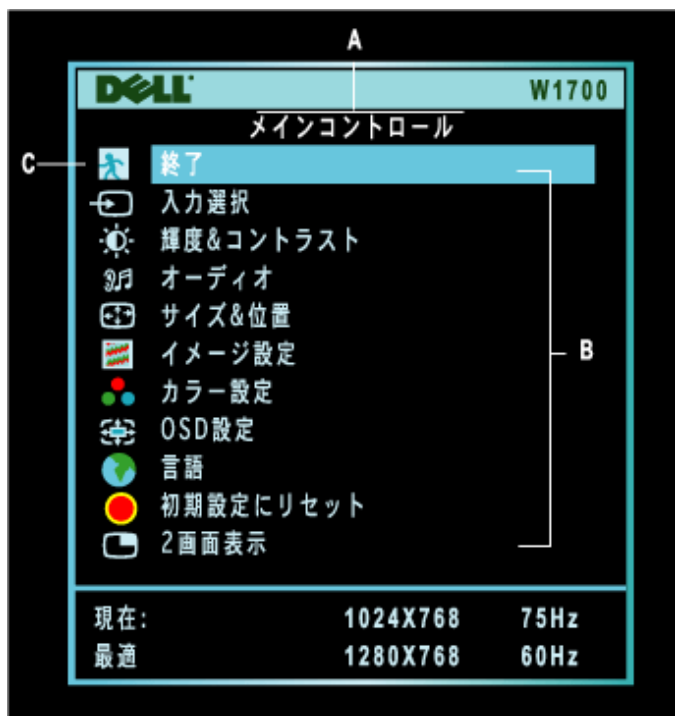 A
DELL W1700
メインコントロール
C 終了
入力選択
輝度&コントラスト
オーディオ
サイズ&位置
イメージ設定 B
カラー設定
OSD設定
言語
初期設定にリセット
2画面表示
現在: 1024X768 75Hz
最適 1280X768 60Hz